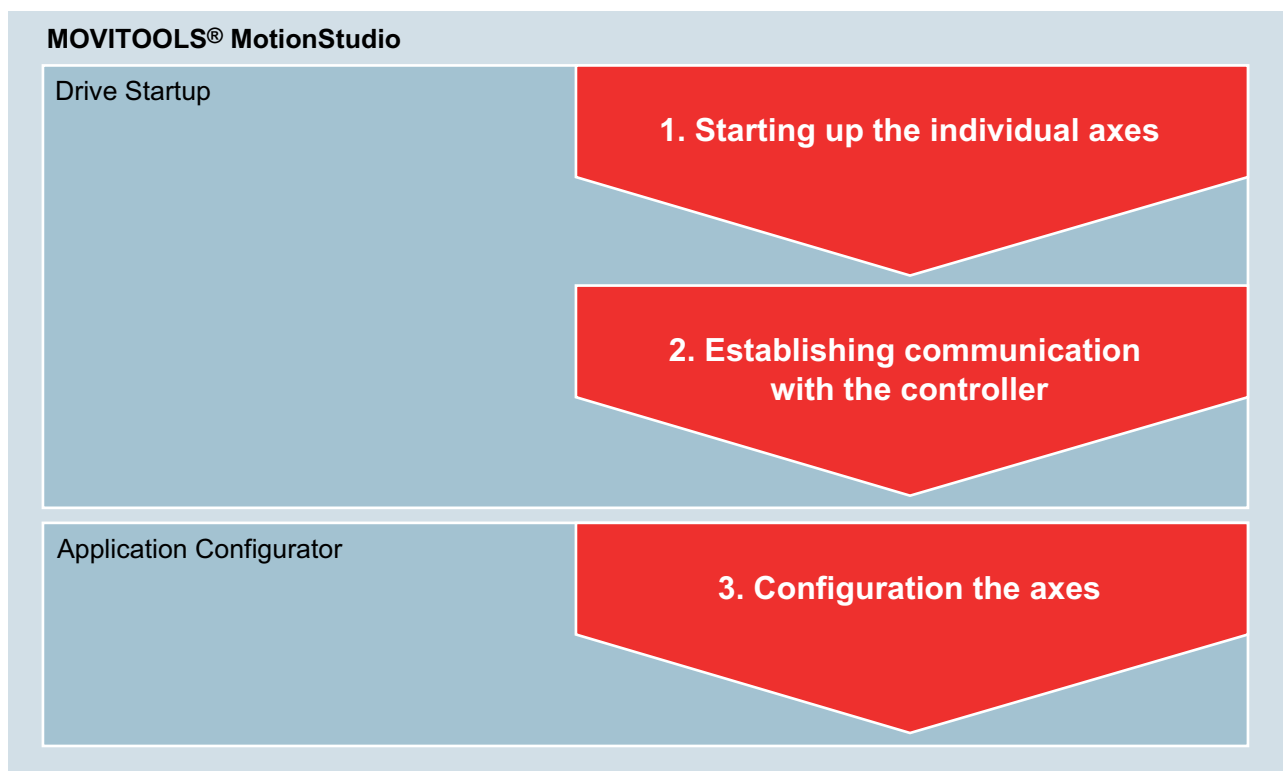 MOVITOOLS® MotionStudio
Drive Startup
1. Starting up the individual axes
2. Establishing communication
with the controller
Application Configurator
3. Configuration the axes